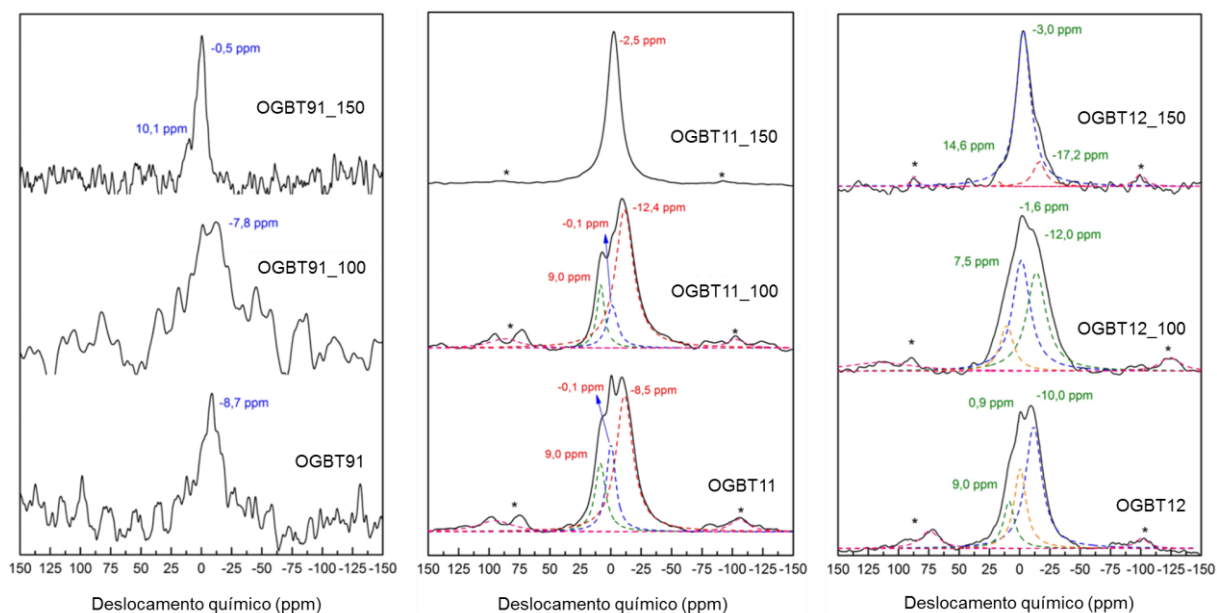 -0,5 ppm
10,1 ppm
OGBT91_150
-7,8 ppm
OGBT91_100
-8,7 ppm
OGBT91
150 125 100 75 50 25 0 -25 -50 -75 -100 -125 -150
Deslocamento químico (ppm)
-2,5 ppm
OGBT11_150
*
*
-12,4 ppm
-0,1 ppm
9,0 ppm
OGBT11_100
*
*
-0,1 ppm
-8,5 ppm
9,0 ppm
OGBT11
*
*
150 125 100 75 50 25 0 -25 -50 -75 -100 -125 -150
Deslocamento químico (ppm)
-3,0 ppm
OGBT12_150
14,6 ppm
-17,2 ppm
*
*
-1,6 ppm
-12,0 ppm
7,5 ppm
OGBT12_100
*
*
0,9 ppm
-10,0 ppm
9,0 ppm
OGBT12
*
*
150 125 100 75 50 25 0 -25 -50 -75 -100 -125 -150
Deslocamento químico (ppm)